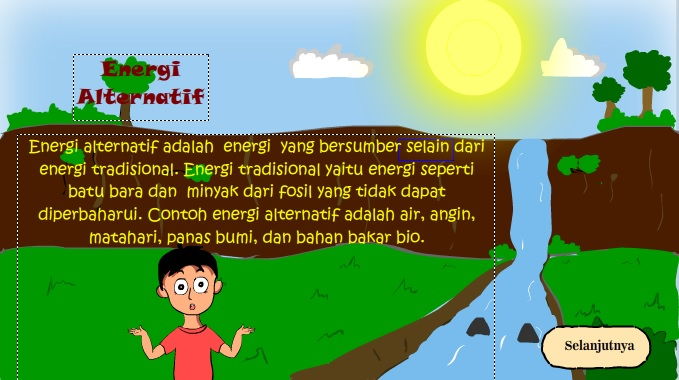 Energi
Alternatif
Energi alternatif adalah energi yang bersumber selain dari
energi tradisional. Energi tradisional yaitu energi seperti
batu bara dan minyak dari fosil yang tidak dapat
diperbaharui. Contoh energi alternatif adalah air, angin,
matahari, panas bumi, dan bahan bakar bio.
Selanjutnya